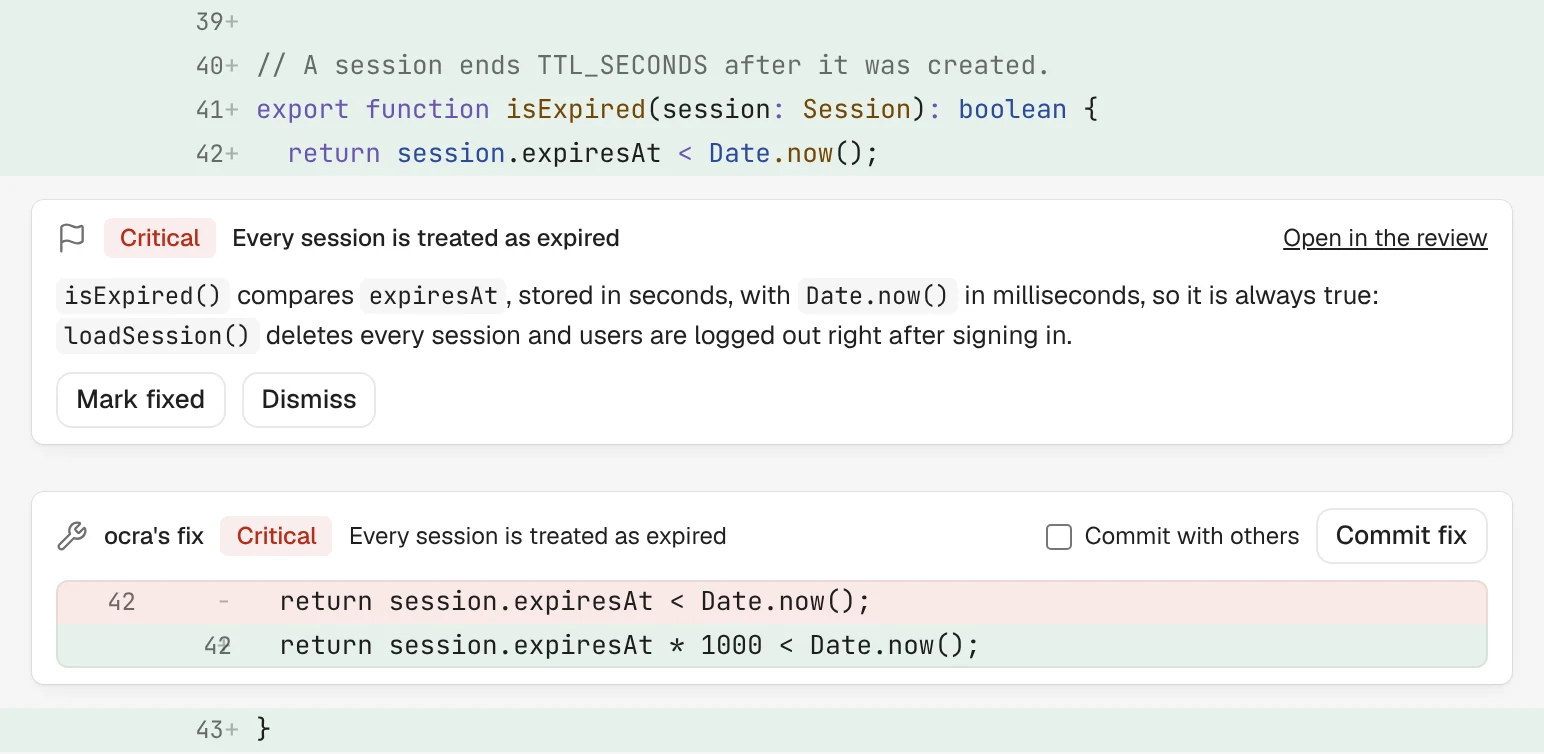 39+
40+ // A session ends TTL_SECONDS after it was created.
41+ export function isExpired(session: Session): boolean {
42+ return session.expiresAt < Date.now();
Critical Every session is treated as expired Open in the review
isExpired() compares expiresAt, stored in seconds, with Date.now() in milliseconds, so it is always true:
loadSession() deletes every session and users are logged out right after signing in.
Mark fixed Dismiss
ocra's fix Critical Every session is treated as expired Commit with others Commit fix
42 - return session.expiresAt < Date.now();
42+ return session.expiresAt * 1000 < Date.now();
43+ }